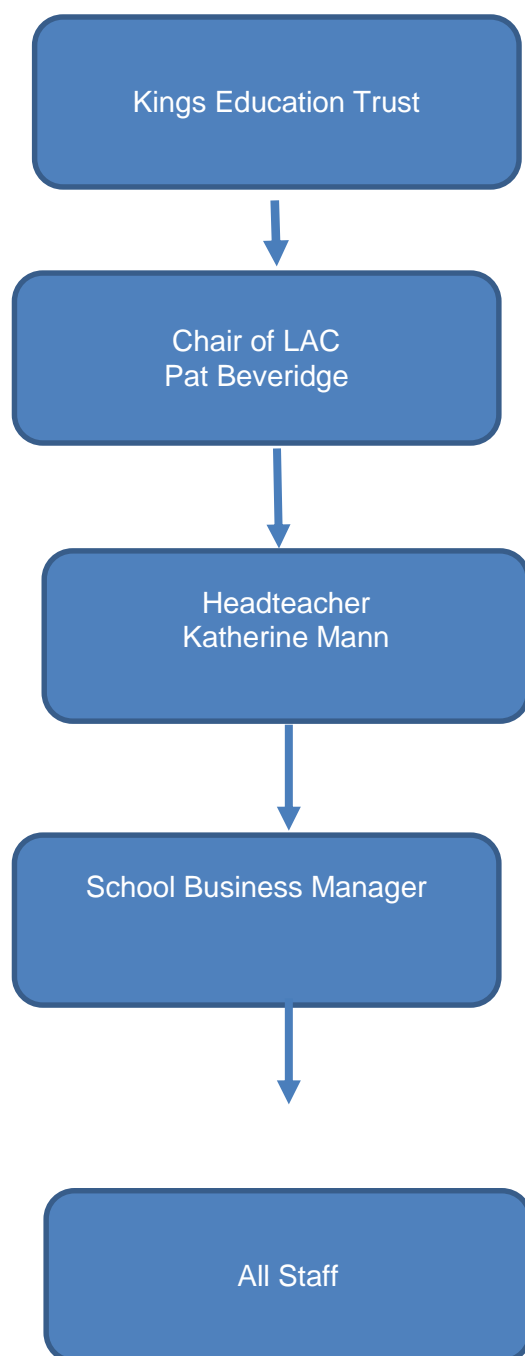 Kings Education Trust
Chair of LAC
Pat Beveridge
Headteacher
Katherine Mann
School Business Manager
All Staff